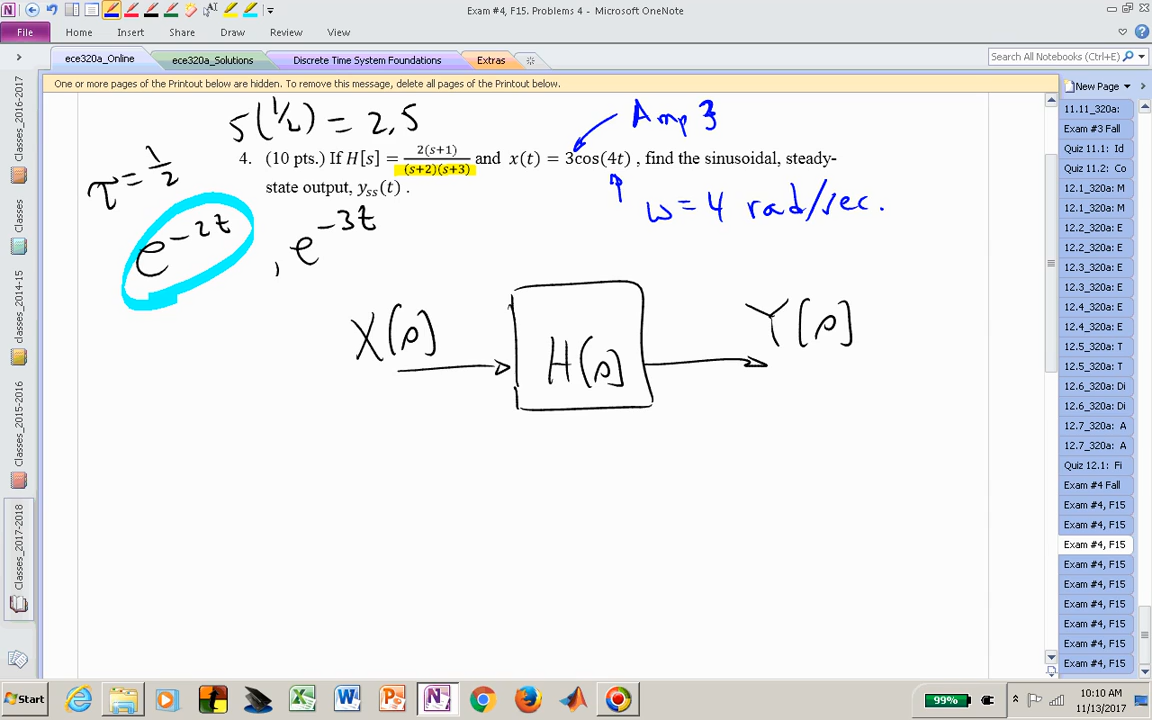 Exam #4, F15. Problems 4 - Microsoft OneNote
File Home Insert Share Draw Review View
ece320a_Online ece320a_Solutions Discrete Time System Foundations Extras
Search All Notebooks (Ctrl+E)
One or more pages of the Printout below are hidden. To remove this message, delete all pages of the Printout below.
New Page
5(1/2) = 2.5
Amp 3
4. (10 pts.) If H[s] = 2(s+1)/((s+2)(s+3)) and x(t) = 3cos(4t) , find the sinusoidal, steady-
state output, yss(t) .
τ = 1/2
ω = 4 rad/sec.
e^-2t , e^-3t
X[s]
H[s]
Y[s]
Classes_2016-2017
classes_2014-15
Classes_2015-2016
Classes_2017-2018
11.11_320a:
Exam #3 Fall
Quiz 11.1: Id
Quiz 11.2: Co
12.1_320a: M
12.1_320a: M
12.2_320a: E
12.2_320a: E
12.3_320a: E
12.3_320a: E
12.4_320a: E
12.4_320a: E
12.5_320a: T
12.5_320a: T
12.6_320a: Di
12.6_320a: Di
12.7_320a: A
12.7_320a: A
Quiz 12.1: Fi
Exam #4 Fall
Exam #4, F15
Exam #4, F15
Exam #4, F15
Exam #4, F15
Exam #4, F15
Exam #4, F15
Exam #4, F15
Exam #4, F15
Exam #4, F15
Start
99%
10:10 AM
11/13/2017